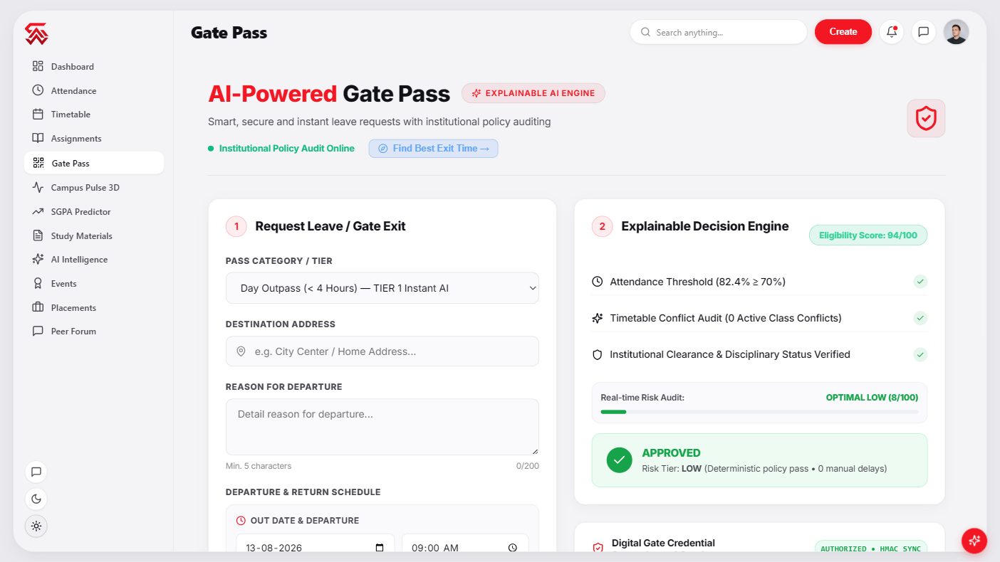 Gate Pass
Search anything...
Create
Dashboard
Attendance
Timetable
Assignments
Gate Pass
Campus Pulse 3D
SGPA Predictor
Study Materials
AI Intelligence
Events
Placements
Peer Forum
AI-Powered Gate Pass
EXPLAINABLE AI ENGINE
Smart, secure and instant leave requests with institutional policy auditing
Institutional Policy Audit Online
Find Best Exit Time →
1 Request Leave / Gate Exit
PASS CATEGORY / TIER
Day Outpass (< 4 Hours) — TIER 1 Instant AI
DESTINATION ADDRESS
e.g. City Center / Home Address...
REASON FOR DEPARTURE
Detail reason for departure...
Min. 5 characters 0/200
DEPARTURE & RETURN SCHEDULE
OUT DATE & DEPARTURE
13-08-2026 09:00 AM
2 Explainable Decision Engine
Eligibility Score: 94/100
Attendance Threshold (82.4% ≥ 70%)
Timetable Conflict Audit (0 Active Class Conflicts)
Institutional Clearance & Disciplinary Status Verified
Real-time Risk Audit: OPTIMAL LOW (8/100)
APPROVED
Risk Tier: LOW (Deterministic policy pass • 0 manual delays)
Digital Gate Credential
AUTHORIZED • HMAC SYNC